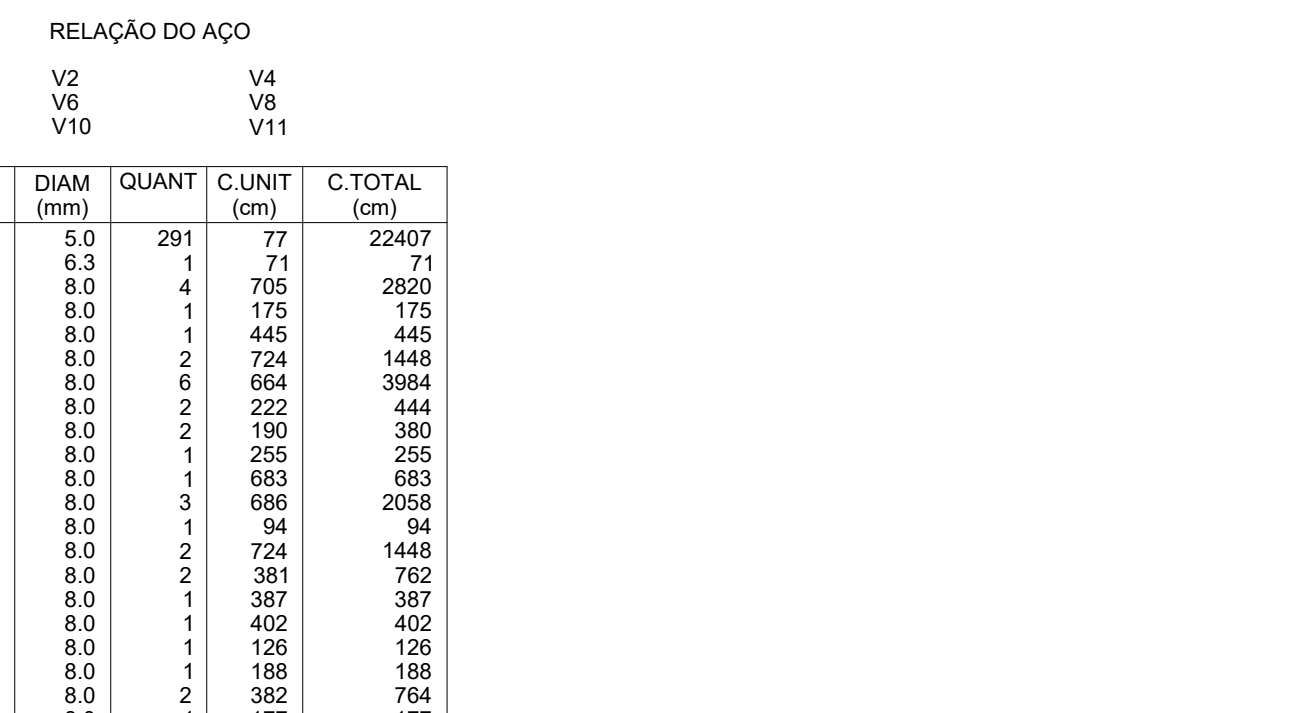 RELAÇÃO DO AÇO
V2 V4
V6 V8
V10 V11
DIAM QUANT C.UNIT C.TOTAL
(mm) (cm) (cm)
5.0 291 77 22407
6.3 1 71 71
8.0 4 705 2820
8.0 1 175 175
8.0 1 445 445
8.0 2 724 1448
8.0 6 664 3984
8.0 2 222 444
8.0 2 190 380
8.0 1 255 255
8.0 1 683 683
8.0 3 686 2058
8.0 1 94 94
8.0 2 724 1448
8.0 2 381 762
8.0 1 387 387
8.0 1 402 402
8.0 1 126 126
8.0 1 188 188
8.0 2 382 764